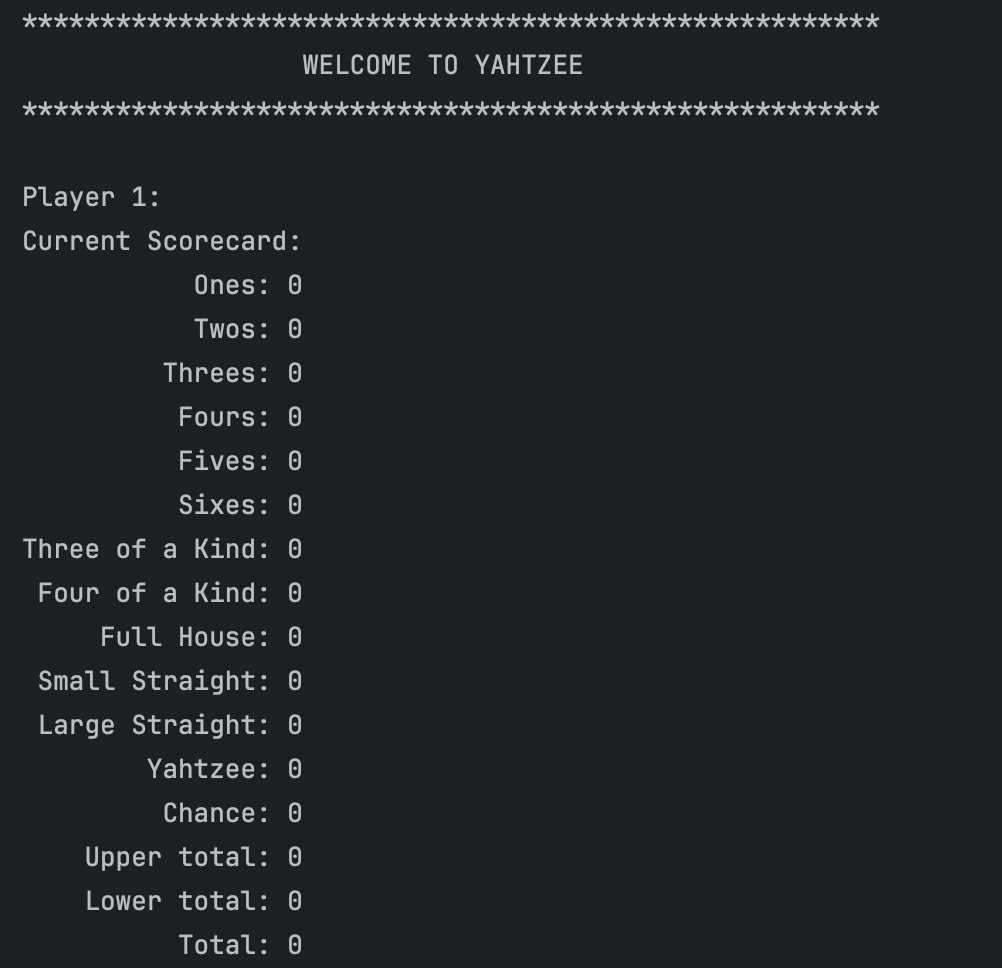 *******************************************************
                  WELCOME TO YAHTZEE
*******************************************************

Player 1:
Current Scorecard:
           Ones: 0
           Twos: 0
         Threes: 0
          Fours: 0
          Fives: 0
          Sixes: 0
Three of a Kind: 0
 Four of a Kind: 0
     Full House: 0
 Small Straight: 0
 Large Straight: 0
        Yahtzee: 0
         Chance: 0
    Upper total: 0
    Lower total: 0
          Total: 0